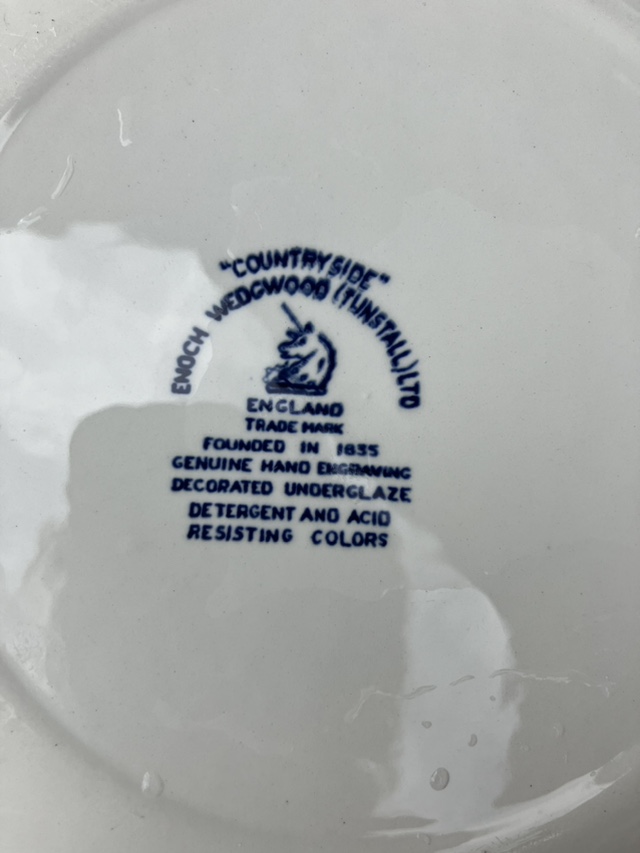 "COUNTRYSIDE"
ENOCH WEDGWOOD (TUNSTALL) LTD
ENGLAND
TRADE MARK
FOUNDED IN 1835
GENUINE HAND ENGRAVING
DECORATED UNDERGLAZE
DETERGENT AND ACID
RESISTING COLORS